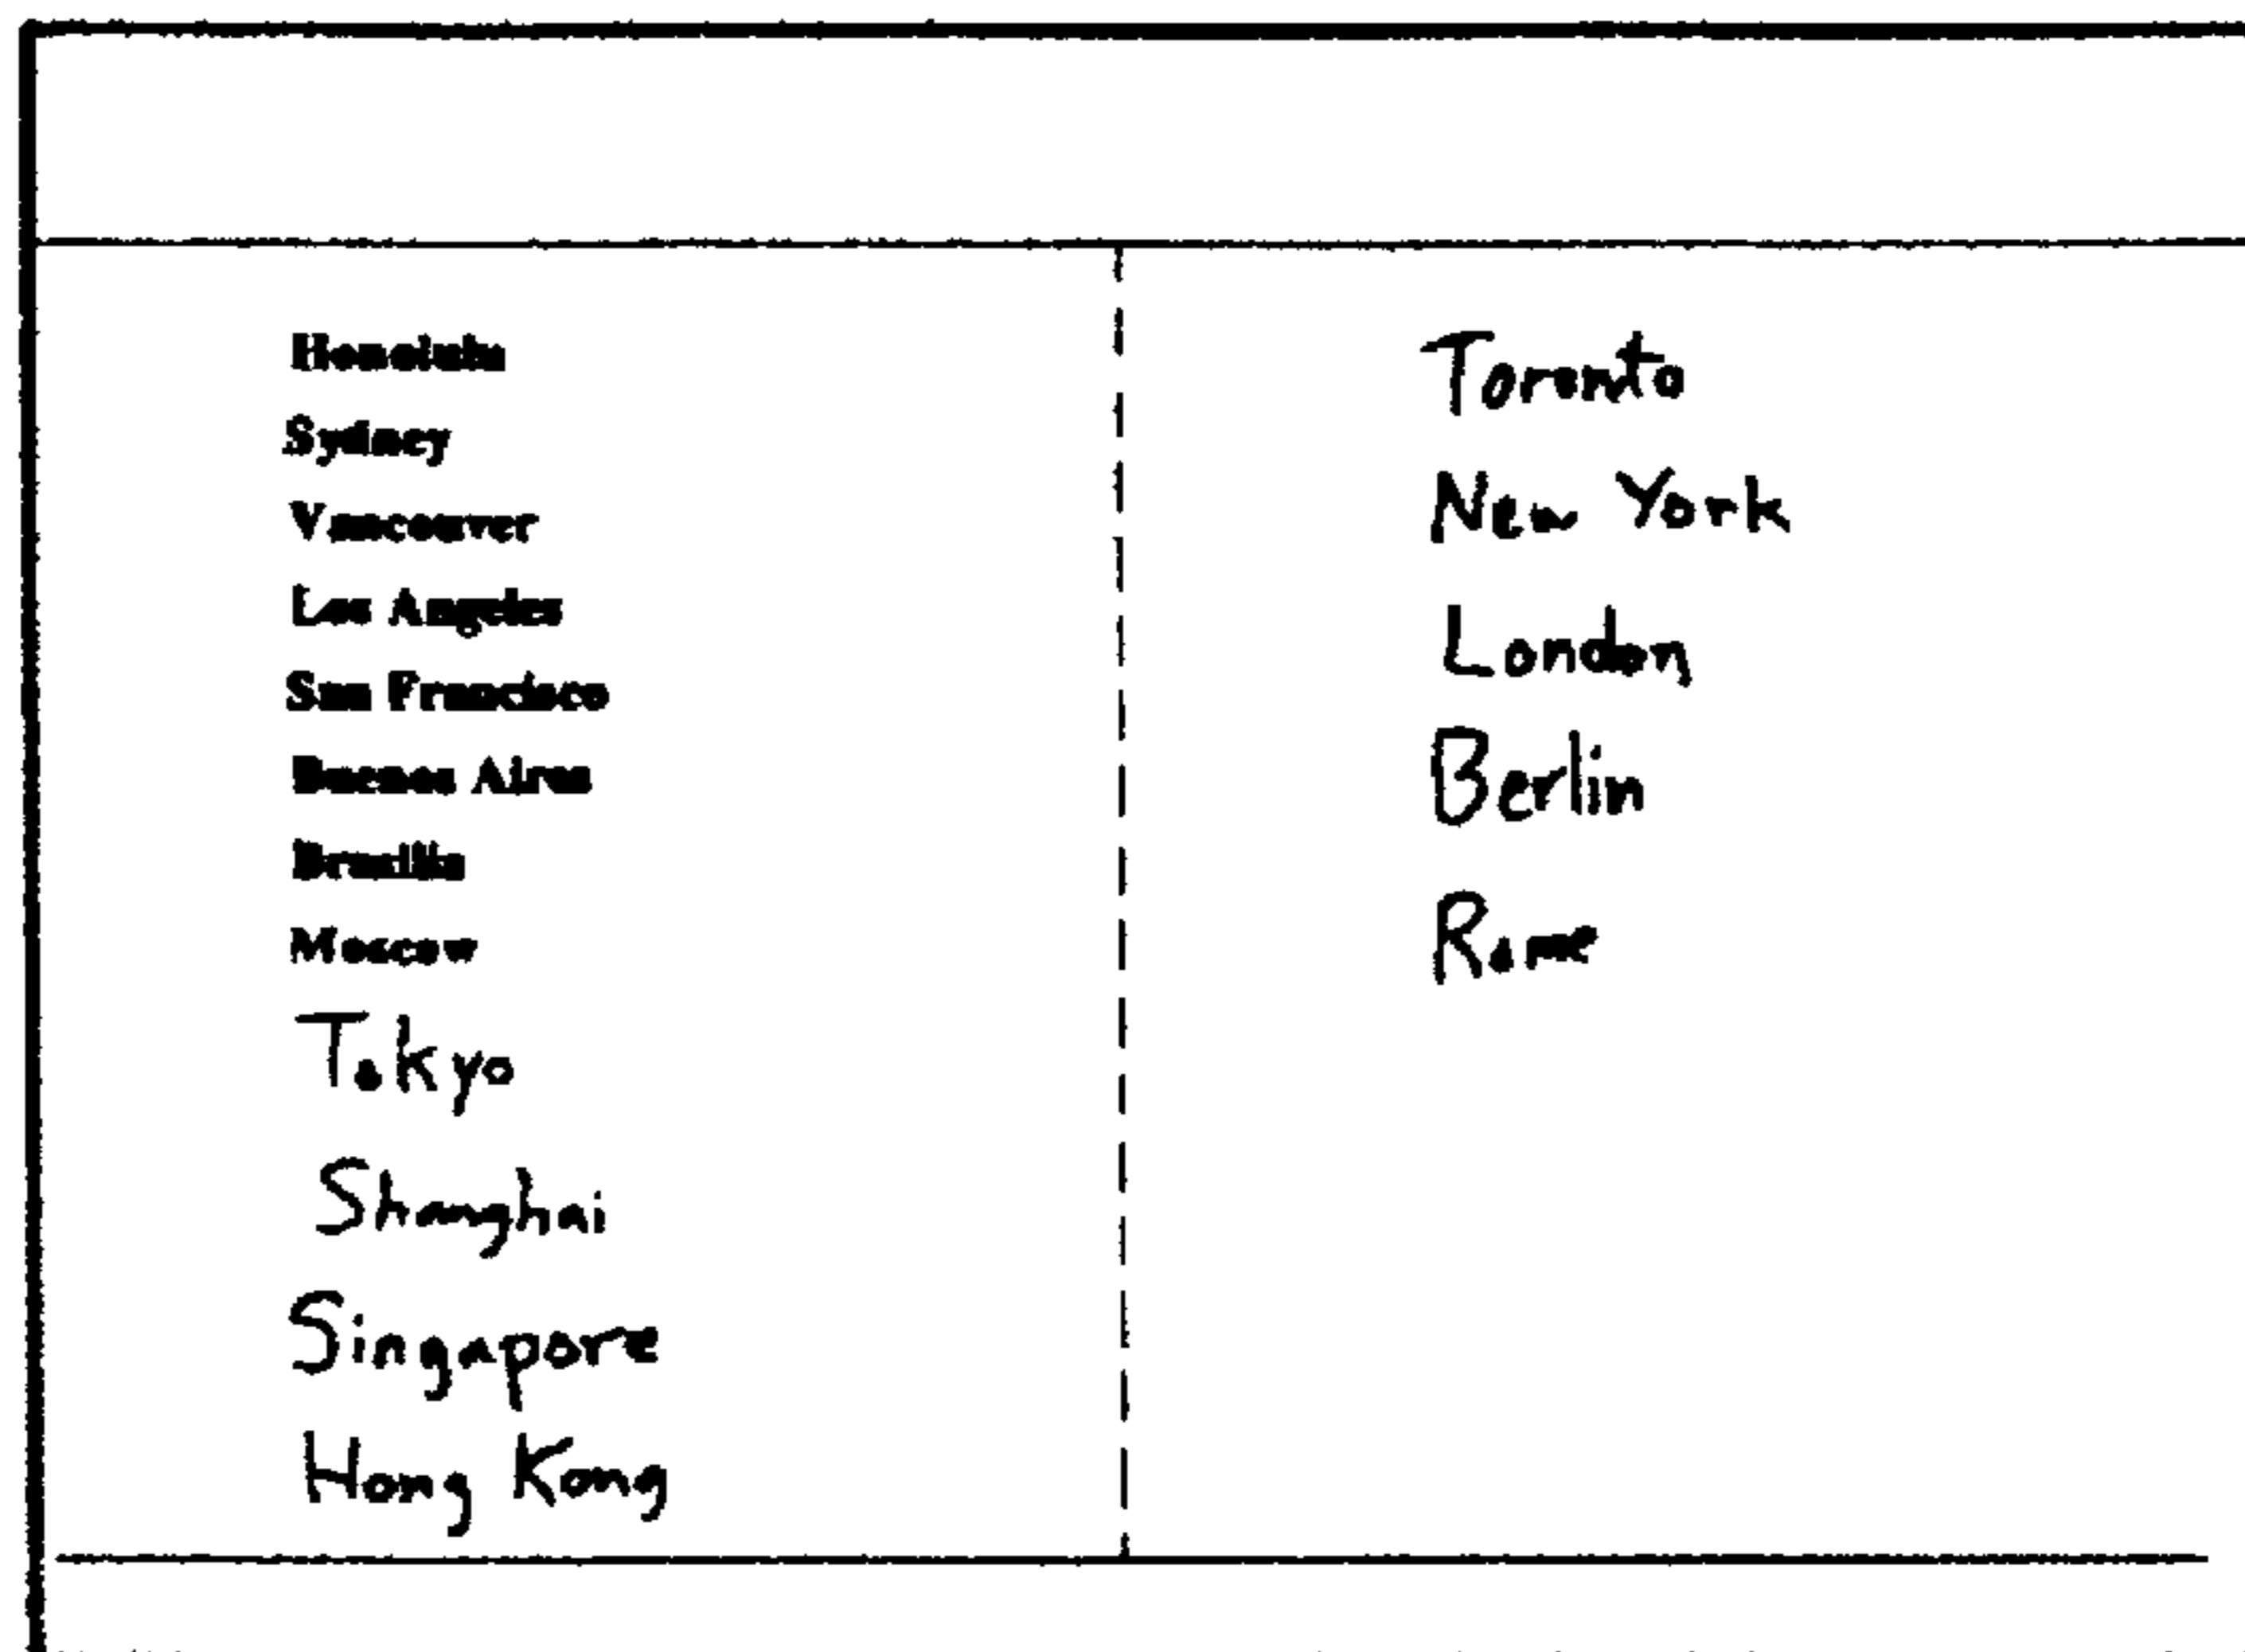 Honolulu
Sydney
Vancouver
Los Angeles
San Francisco
Buenos Aires
Brasilia
Moscow
Tokyo
Shanghai
Singapore
Hong Kong
Toronto
New York
London
Berlin
Rome